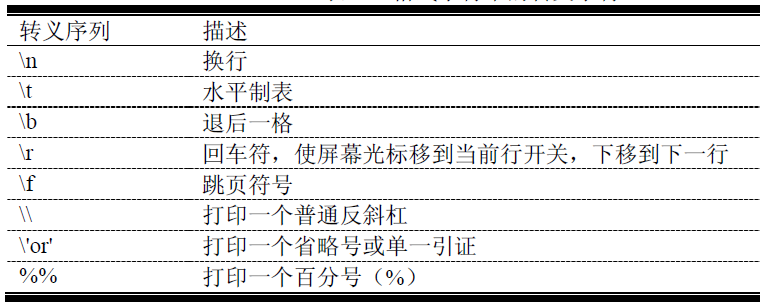 转义序列 描述
\n 换行
\t 水平制表
\b 退后一格
\r 回车符，使屏幕光标移到当前行开关，下移到下一行
\f 跳页符号
\\ 打印一个普通反斜杠
\'or' 打印一个省略号或单一引证
%% 打印一个百分号（%）